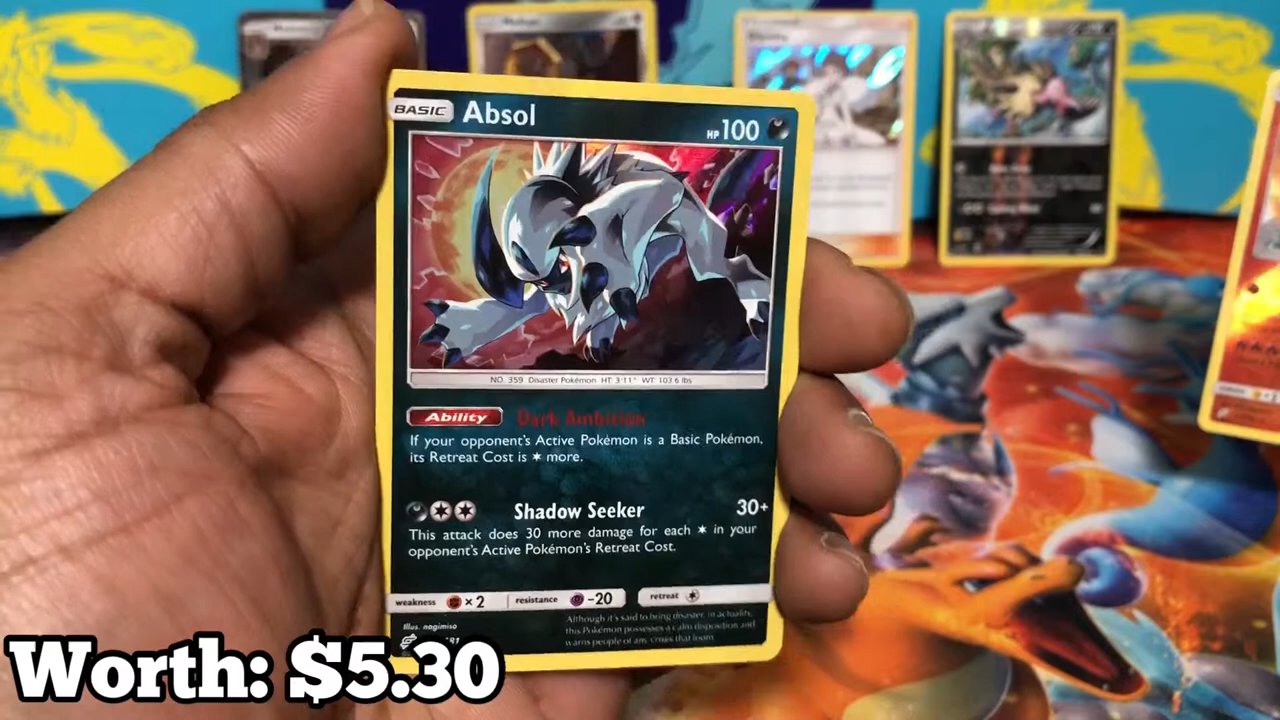 BASIC Absol HP 100
NO. 359 Disaster Pokémon HT: 3'11" WT: 103.6 lbs
Ability Dark Ambition
If your opponent's Active Pokémon is a Basic Pokémon,
its Retreat Cost is more.
Shadow Seeker 30+
This attack does 30 more damage for each in your
opponent's Active Pokémon's Retreat Cost.
weakness ×2 resistance -20 retreat
Although it's said to bring disaster, in actuality,
this Pokémon possesses a calm disposition and
warns people of any crises that loom.
Illus. nagimiso
Worth: $5.30